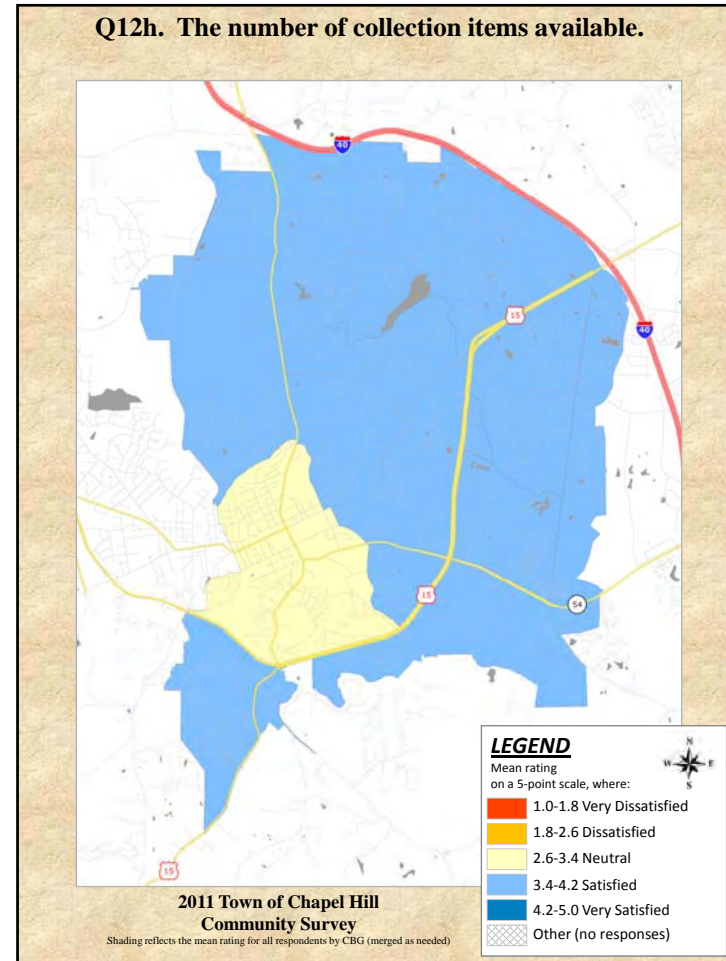 Q12h. The number of collection items available.
40
15
40
15
54
15
LEGEND
N
W E
S
Mean rating
on a 5-point scale, where:
1.0-1.8 Very Dissatisfied
1.8-2.6 Dissatisfied
2.6-3.4 Neutral
3.4-4.2 Satisfied
4.2-5.0 Very Satisfied
Other (no responses)
2011 Town of Chapel Hill
Community Survey
Shading reflects the mean rating for all respondents by CBG (merged as needed)